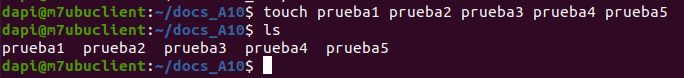 dapi@m7ubuclient:~/docs_A10$ touch prueba1 prueba2 prueba3 prueba4 prueba5
dapi@m7ubuclient:~/docs_A10$ ls
prueba1  prueba2  prueba3  prueba4  prueba5
dapi@m7ubuclient:~/docs_A10$